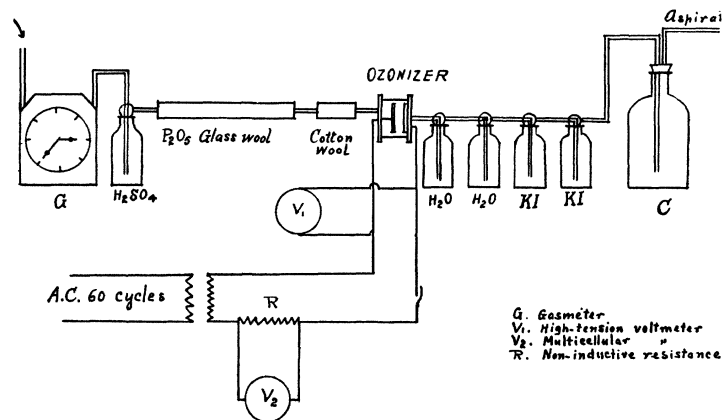 aspirat
OZONIZER
P₂O₅ Glass wool
Cotton
wool
H₂SO₄
G
H₂O
H₂O
KI
KI
C
V₁
A.C. 60 cycles
R
V₂
G. Gasmeter
V₁. High-tension voltmeter
V₂. Multicellular "
R. Non-inductive resistance